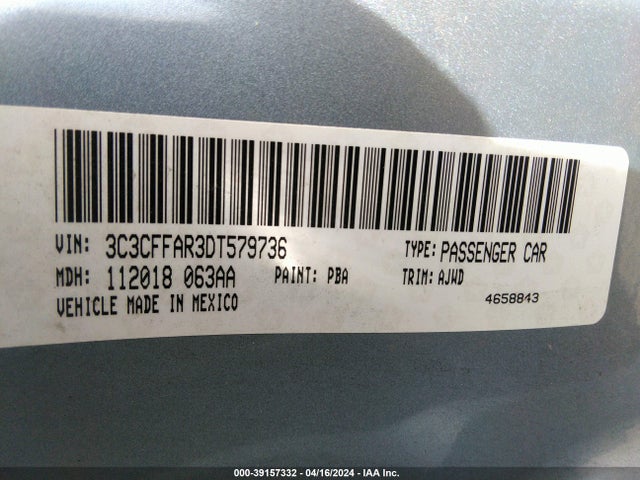 VIN: 3C3CFFAR3DT579736 TYPE: PASSENGER CAR
MDH: 112018 063AA PAINT: PBA TRIM: AJWD
VEHICLE MADE IN MEXICO 4658843
000-39157332 - 04/16/2024 - IAA Inc.